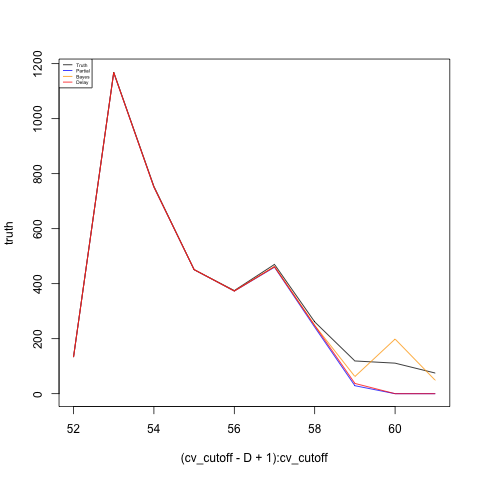 Truth
Partial
Bayes
Delay
1200
1000
800
600
400
200
0
truth
52 54 56 58 60
(cv_cutoff - D + 1):cv_cutoff